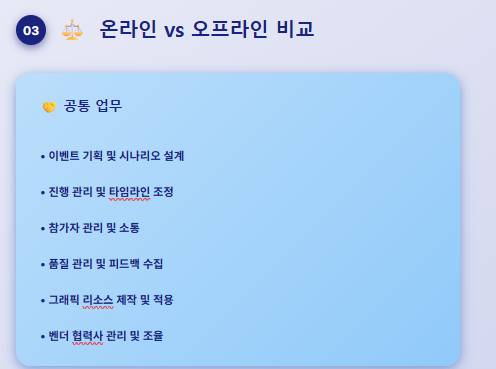 03 온라인 vs 오프라인 비교
공통 업무
• 이벤트 기획 및 시나리오 설계
• 진행 관리 및 타임라인 조정
• 참가자 관리 및 소통
• 품질 관리 및 피드백 수집
• 그래픽 리소스 제작 및 적용
• 벤더 협력사 관리 및 조율